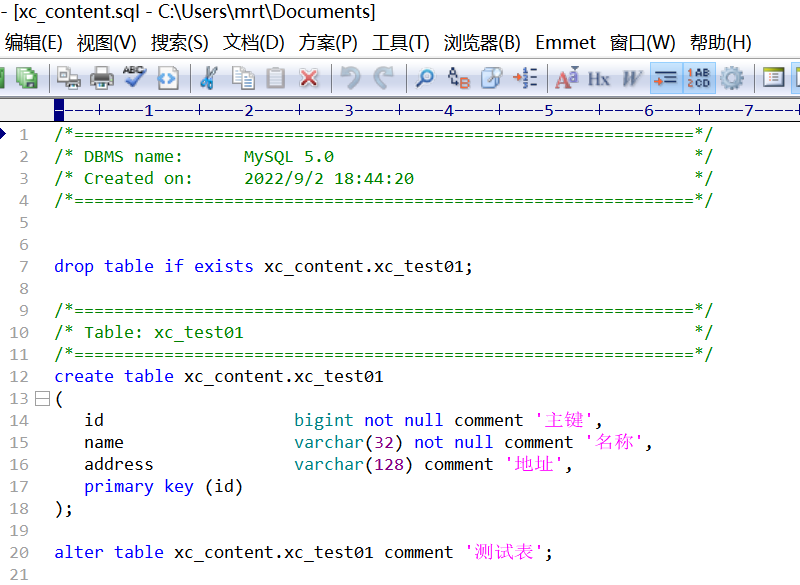 - [xc_content.sql - C:\Users\mrt\Documents]
编辑(E) 视图(V) 搜索(S) 文档(D) 方案(P) 工具(T) 浏览器(B) Emmet 窗口(W) 帮助(H)
----+----1----+----2----+----3----+----4----+----5----+----6----+----7----+
1 /*==============================================================*/
2 /* DBMS name:      MySQL 5.0                                    */
3 /* Created on:     2022/9/2 18:44:20                            */
4 /*==============================================================*/
5
6
7 drop table if exists xc_content.xc_test01;
8
9 /*==============================================================*/
10 /* Table: xc_test01                                             */
11 /*==============================================================*/
12 create table xc_content.xc_test01
13 (
14    id                   bigint not null comment '主键',
15    name                 varchar(32) not null comment '名称',
16    address              varchar(128) comment '地址',
17    primary key (id)
18 );
19
20 alter table xc_content.xc_test01 comment '测试表';
21